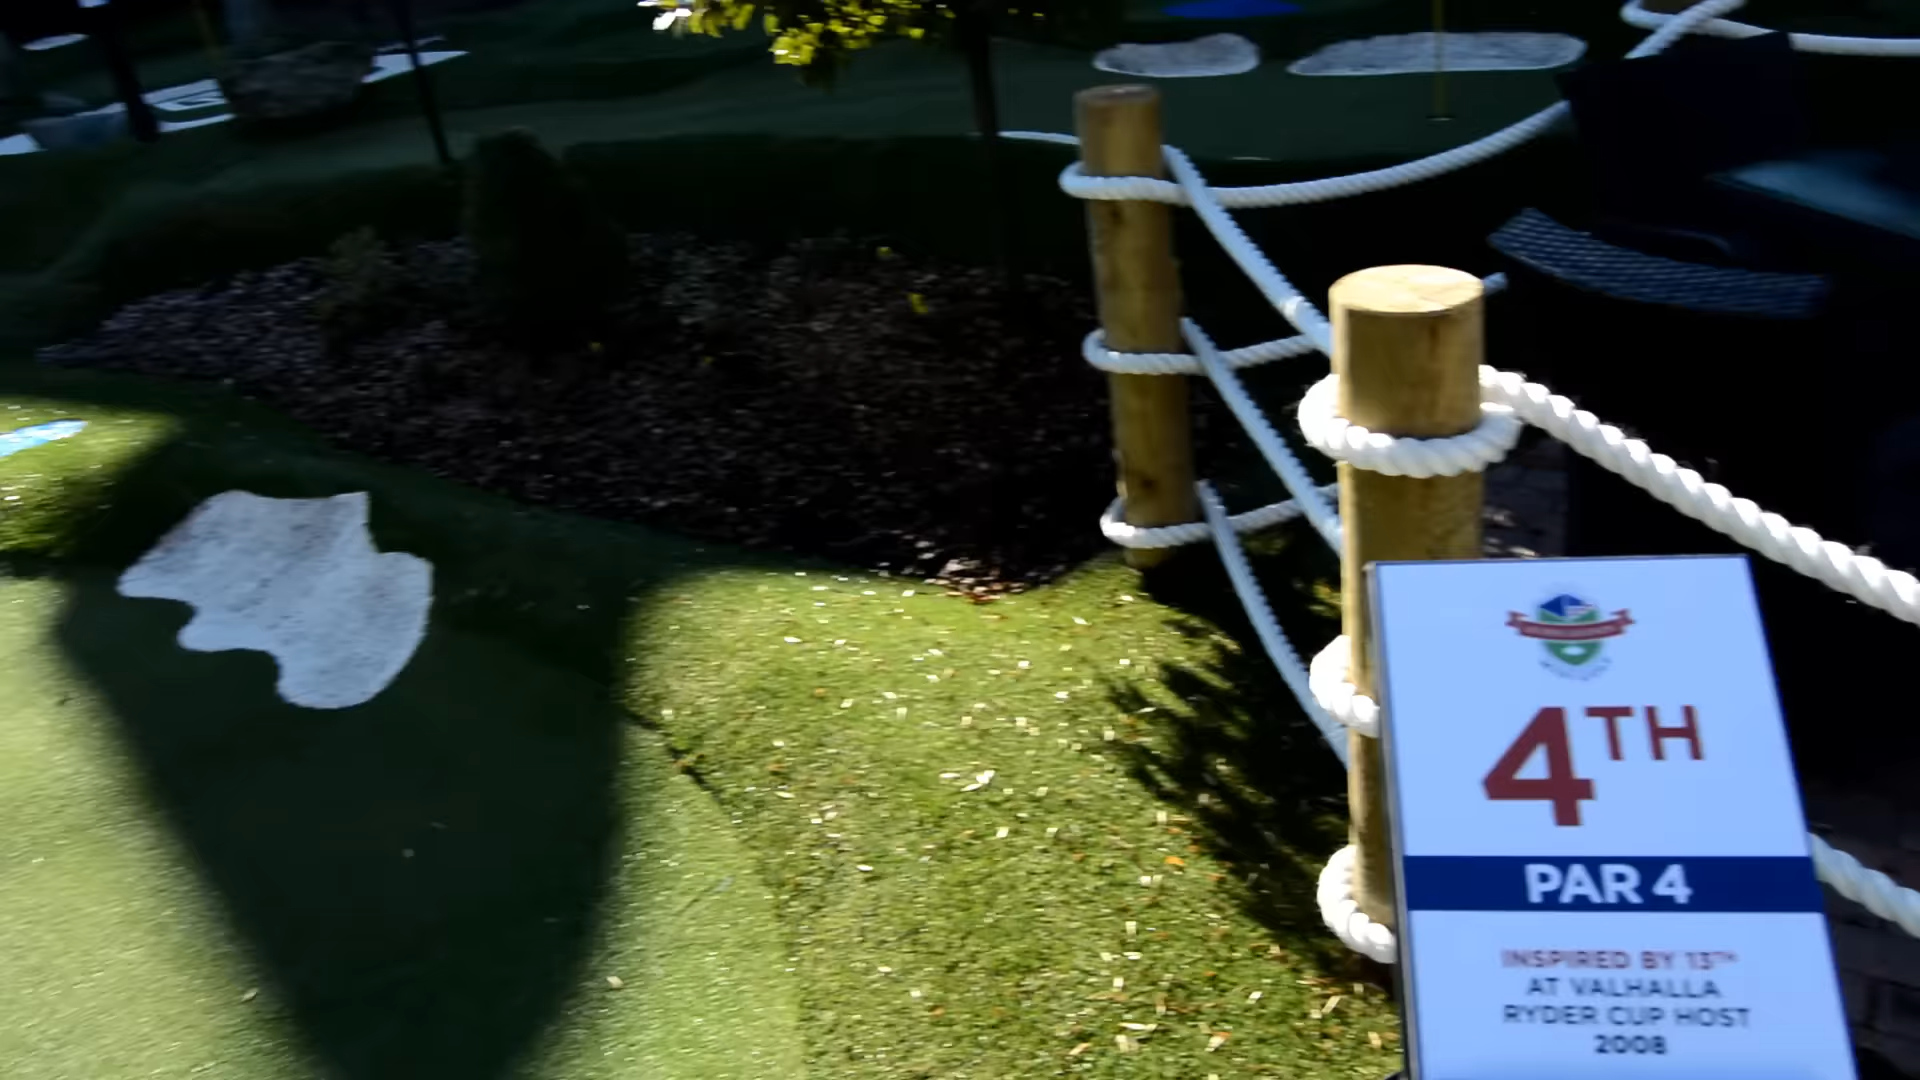 4TH
PAR 4
INSPIRED BY 13TH
AT VALHALLA
RYDER CUP HOST
2008